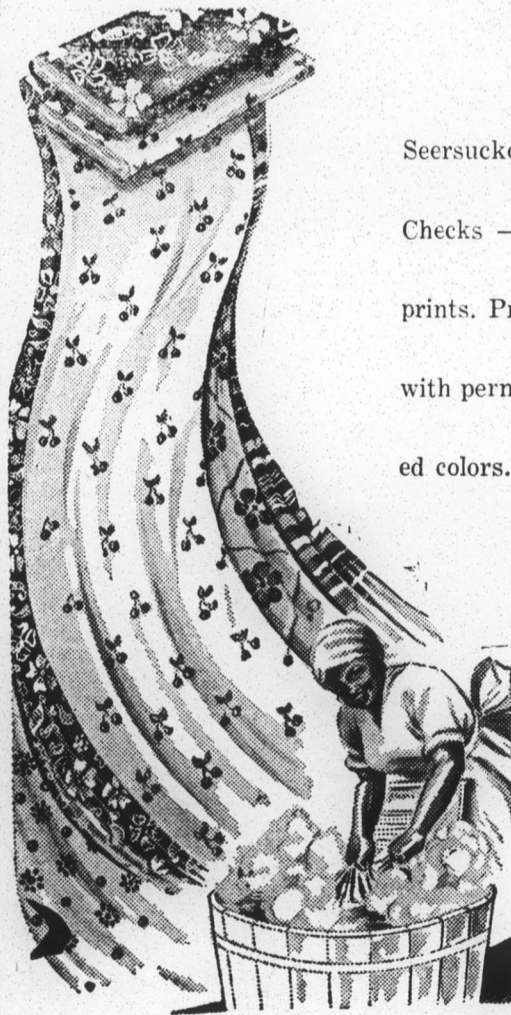 Seersucke
Checks —
prints. Pr
with perm
ed colors.